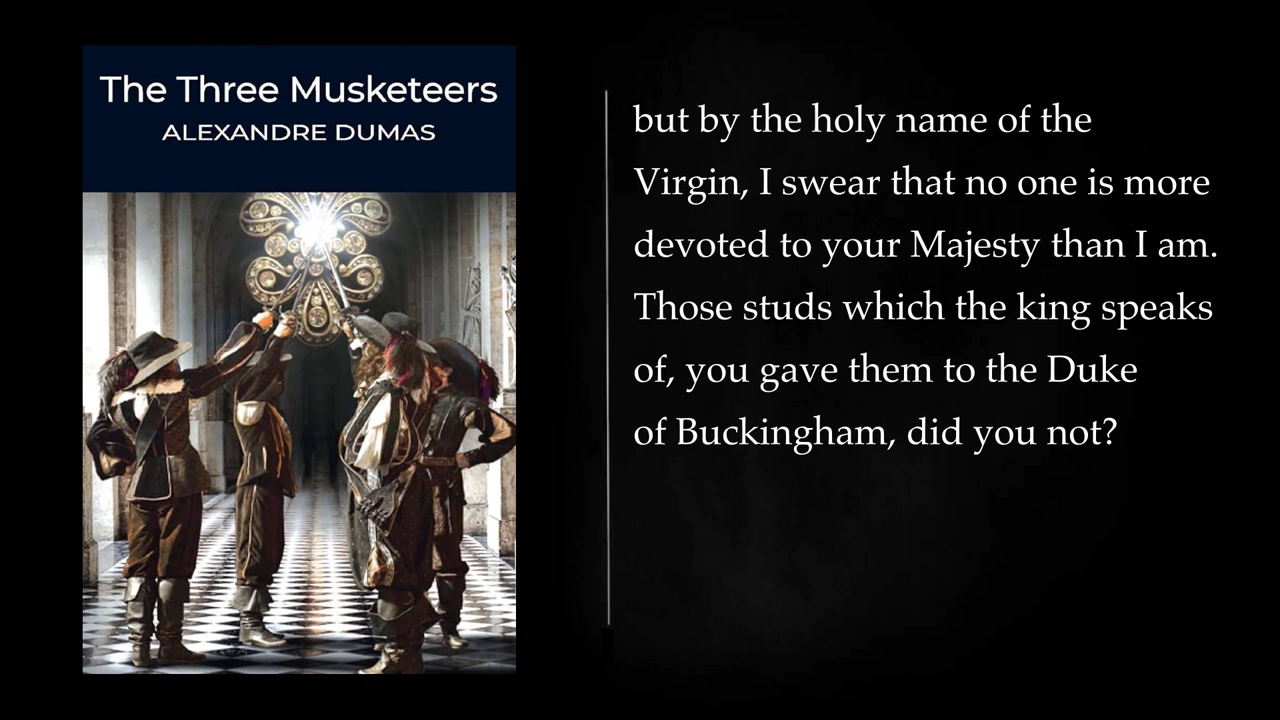 The Three Musketeers
ALEXANDRE DUMAS
but by the holy name of the
Virgin, I swear that no one is more
devoted to your Majesty than I am.
Those studs which the king speaks
of, you gave them to the Duke
of Buckingham, did you not?